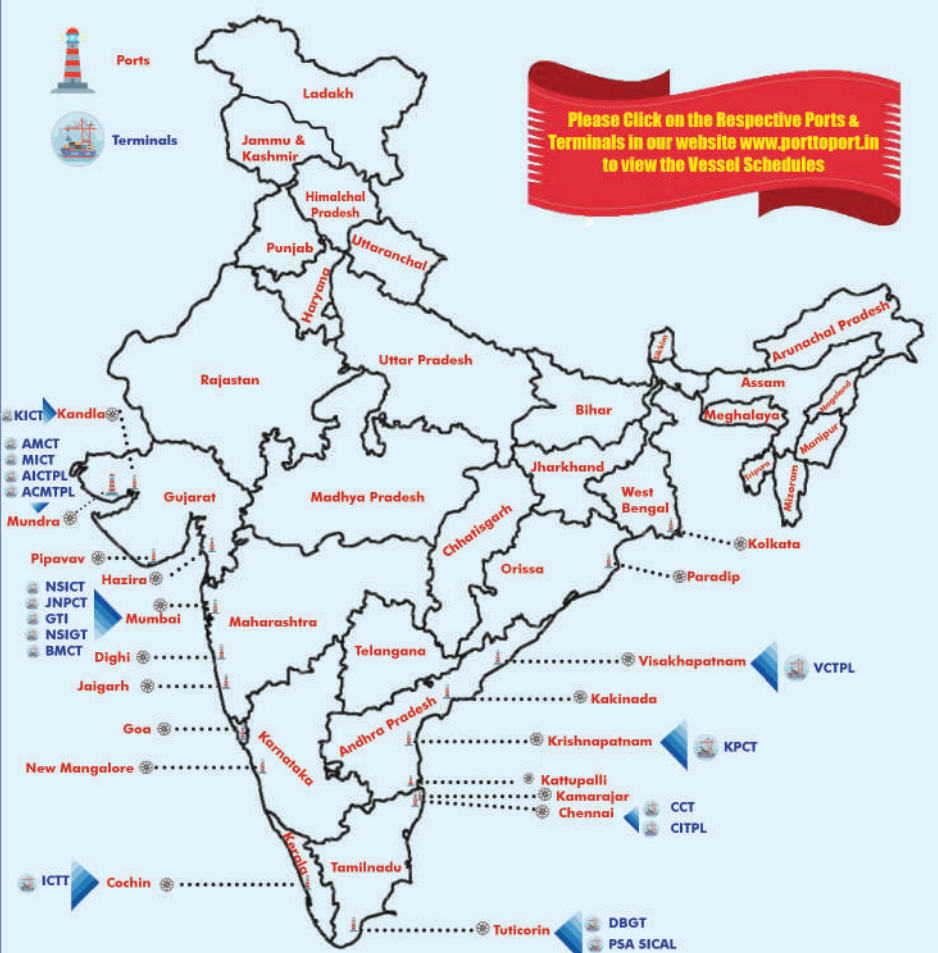 Ports
Terminals
Please Click on the Respective Ports &
Terminals in our website www.porttoport.in
to view the Vessel Schedules
Ladakh
Jammu &
Kashmir
Himalchal
Pradesh
Punjab
Uttaranchal
Haryana
Rajastan
Uttar Pradesh
Sikkim
Arunachal Pradesh
Assam
Nagaland
Meghalaya
Manipur
Tripura
Mizoram
Bihar
Jharkhand
West
Bengal
Gujarat
Madhya Pradesh
Chhatisgarh
Orissa
Maharashtra
Telangana
Andhra Pradesh
Karnataka
Kerala
Tamilnadu
KICT
Kandla
AMCT
MICT
AICTPL
ACMTPL
Mundra
Pipavav
Hazira
NSICT
JNPCT
GTI
NSIGT
BMCT
Mumbai
Dighi
Jaigarh
Goa
New Mangalore
ICTT
Cochin
Kolkata
Paradip
Visakhapatnam
VCTPL
Kakinada
Krishnapatnam
KPCT
Kattupalli
Kamarajar
Chennai
CCT
CITPL
Tuticorin
DBGT
PSA SICAL